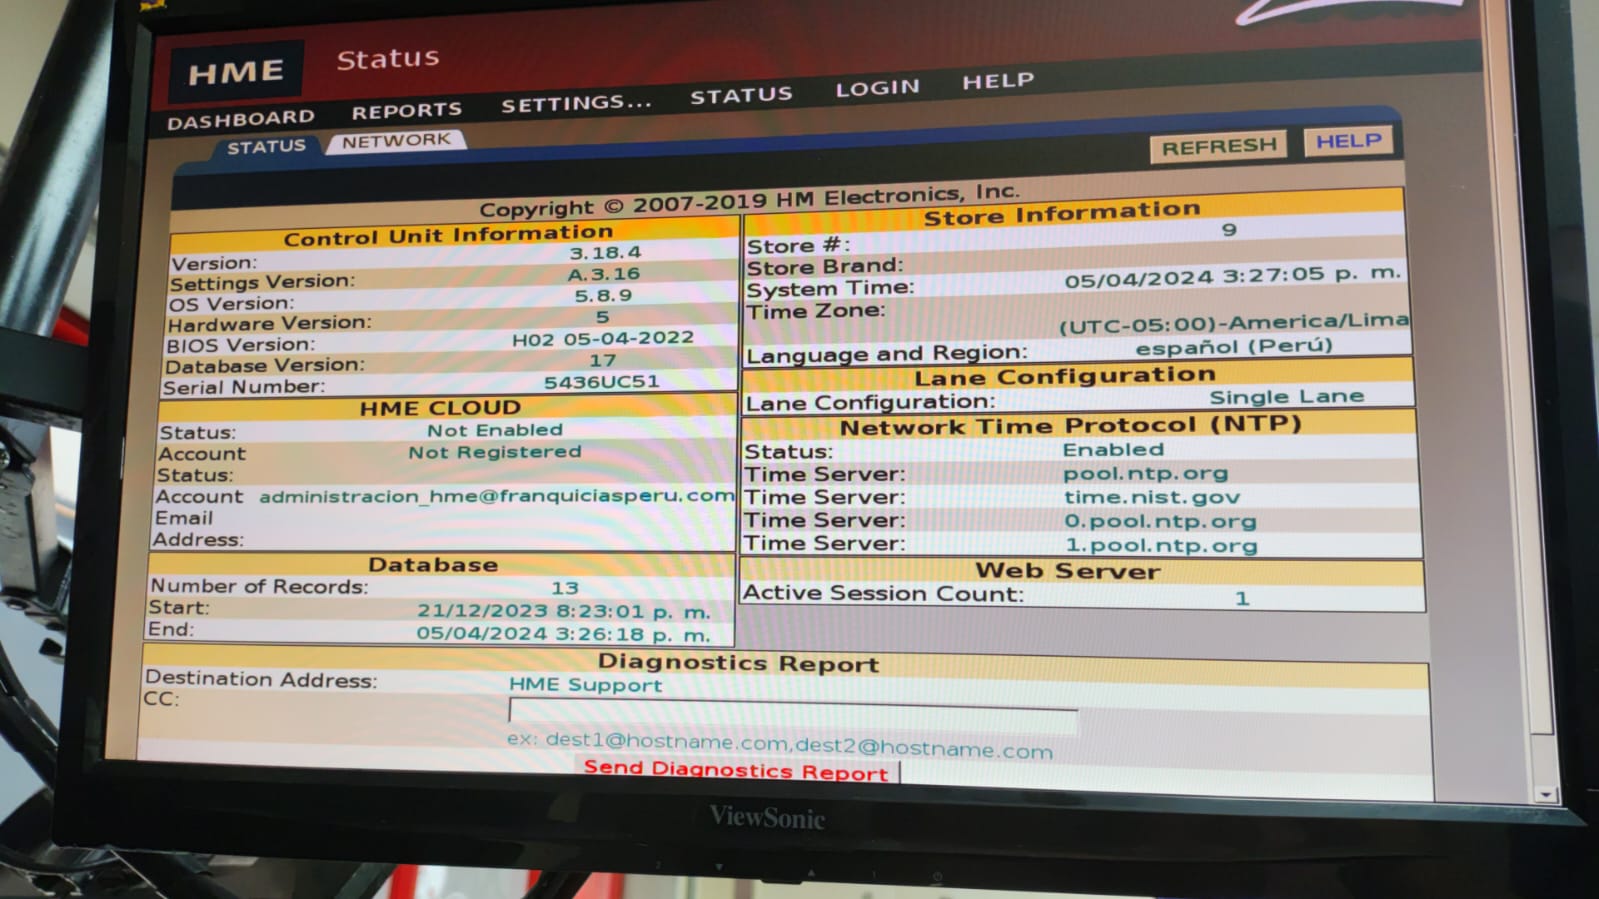 HME Status
DASHBOARD REPORTS SETTINGS... STATUS LOGIN HELP
STATUS NETWORK REFRESH HELP
Copyright © 2007-2019 HM Electronics, Inc.
Control Unit Information
Version: 3.18.4
Settings Version: A.3.16
OS Version: 5.8.9
Hardware Version: 5
BIOS Version: H02 05-04-2022
Database Version: 17
Serial Number: 5436UC51
HME CLOUD
Status: Not Enabled
Account Not Registered
Status:
Account administracion_hme@franquiciasperu.com
Email
Address:
Database
Number of Records: 13
Start: 21/12/2023 8:23:01 p. m.
End: 05/04/2024 3:26:18 p. m.
Store Information
Store #: 9
Store Brand:
System Time: 05/04/2024 3:27:05 p. m.
Time Zone:
(UTC-05:00)-America/Lima
Language and Region: español (Perú)
Lane Configuration
Lane Configuration: Single Lane
Network Time Protocol (NTP)
Status: Enabled
Time Server: pool.ntp.org
Time Server: time.nist.gov
Time Server: 0.pool.ntp.org
Time Server: 1.pool.ntp.org
Web Server
Active Session Count: 1
Diagnostics Report
Destination Address: HME Support
CC:
ex: dest1@hostname.com,dest2@hostname.com
Send Diagnostics Report
ViewSonic
2 1